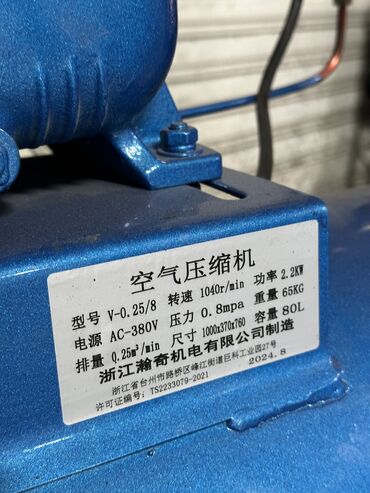 空气压缩机
型号 V-0.25/8 转速 1040r/min 功率 2.2KW
电源 AC-380V 压力 0.8mpa 重量 65KG
排量 0.25m³/min 尺寸 1000x370x760 容量 80L
浙江瀚奇机电有限公司制造
浙江省台州市路桥区峰江街道巨科工业园27号
许可证编号: TS2233079-2021 2024.8